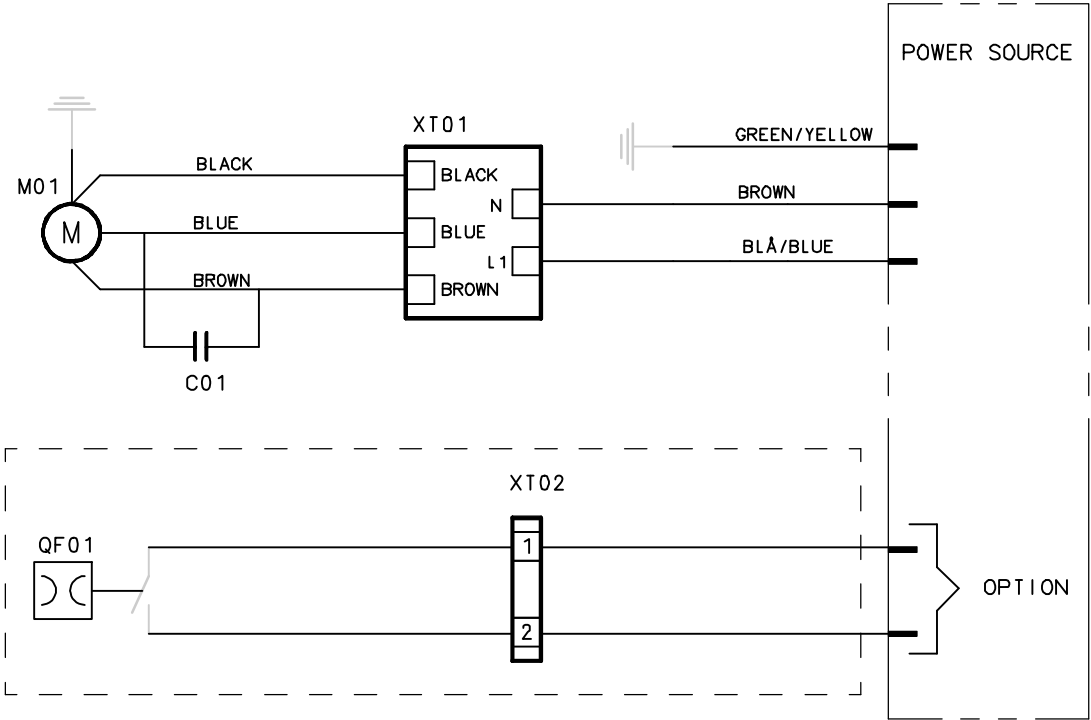 POWER SOURCE
XT01
GREEN/YELLOW
BLACK
M01
BLACK
BROWN
N
M
BLUE
BLUE
BLÅ/BLUE
L1
BROWN
BROWN
C01
XT02
QF01
1
OPTION
2